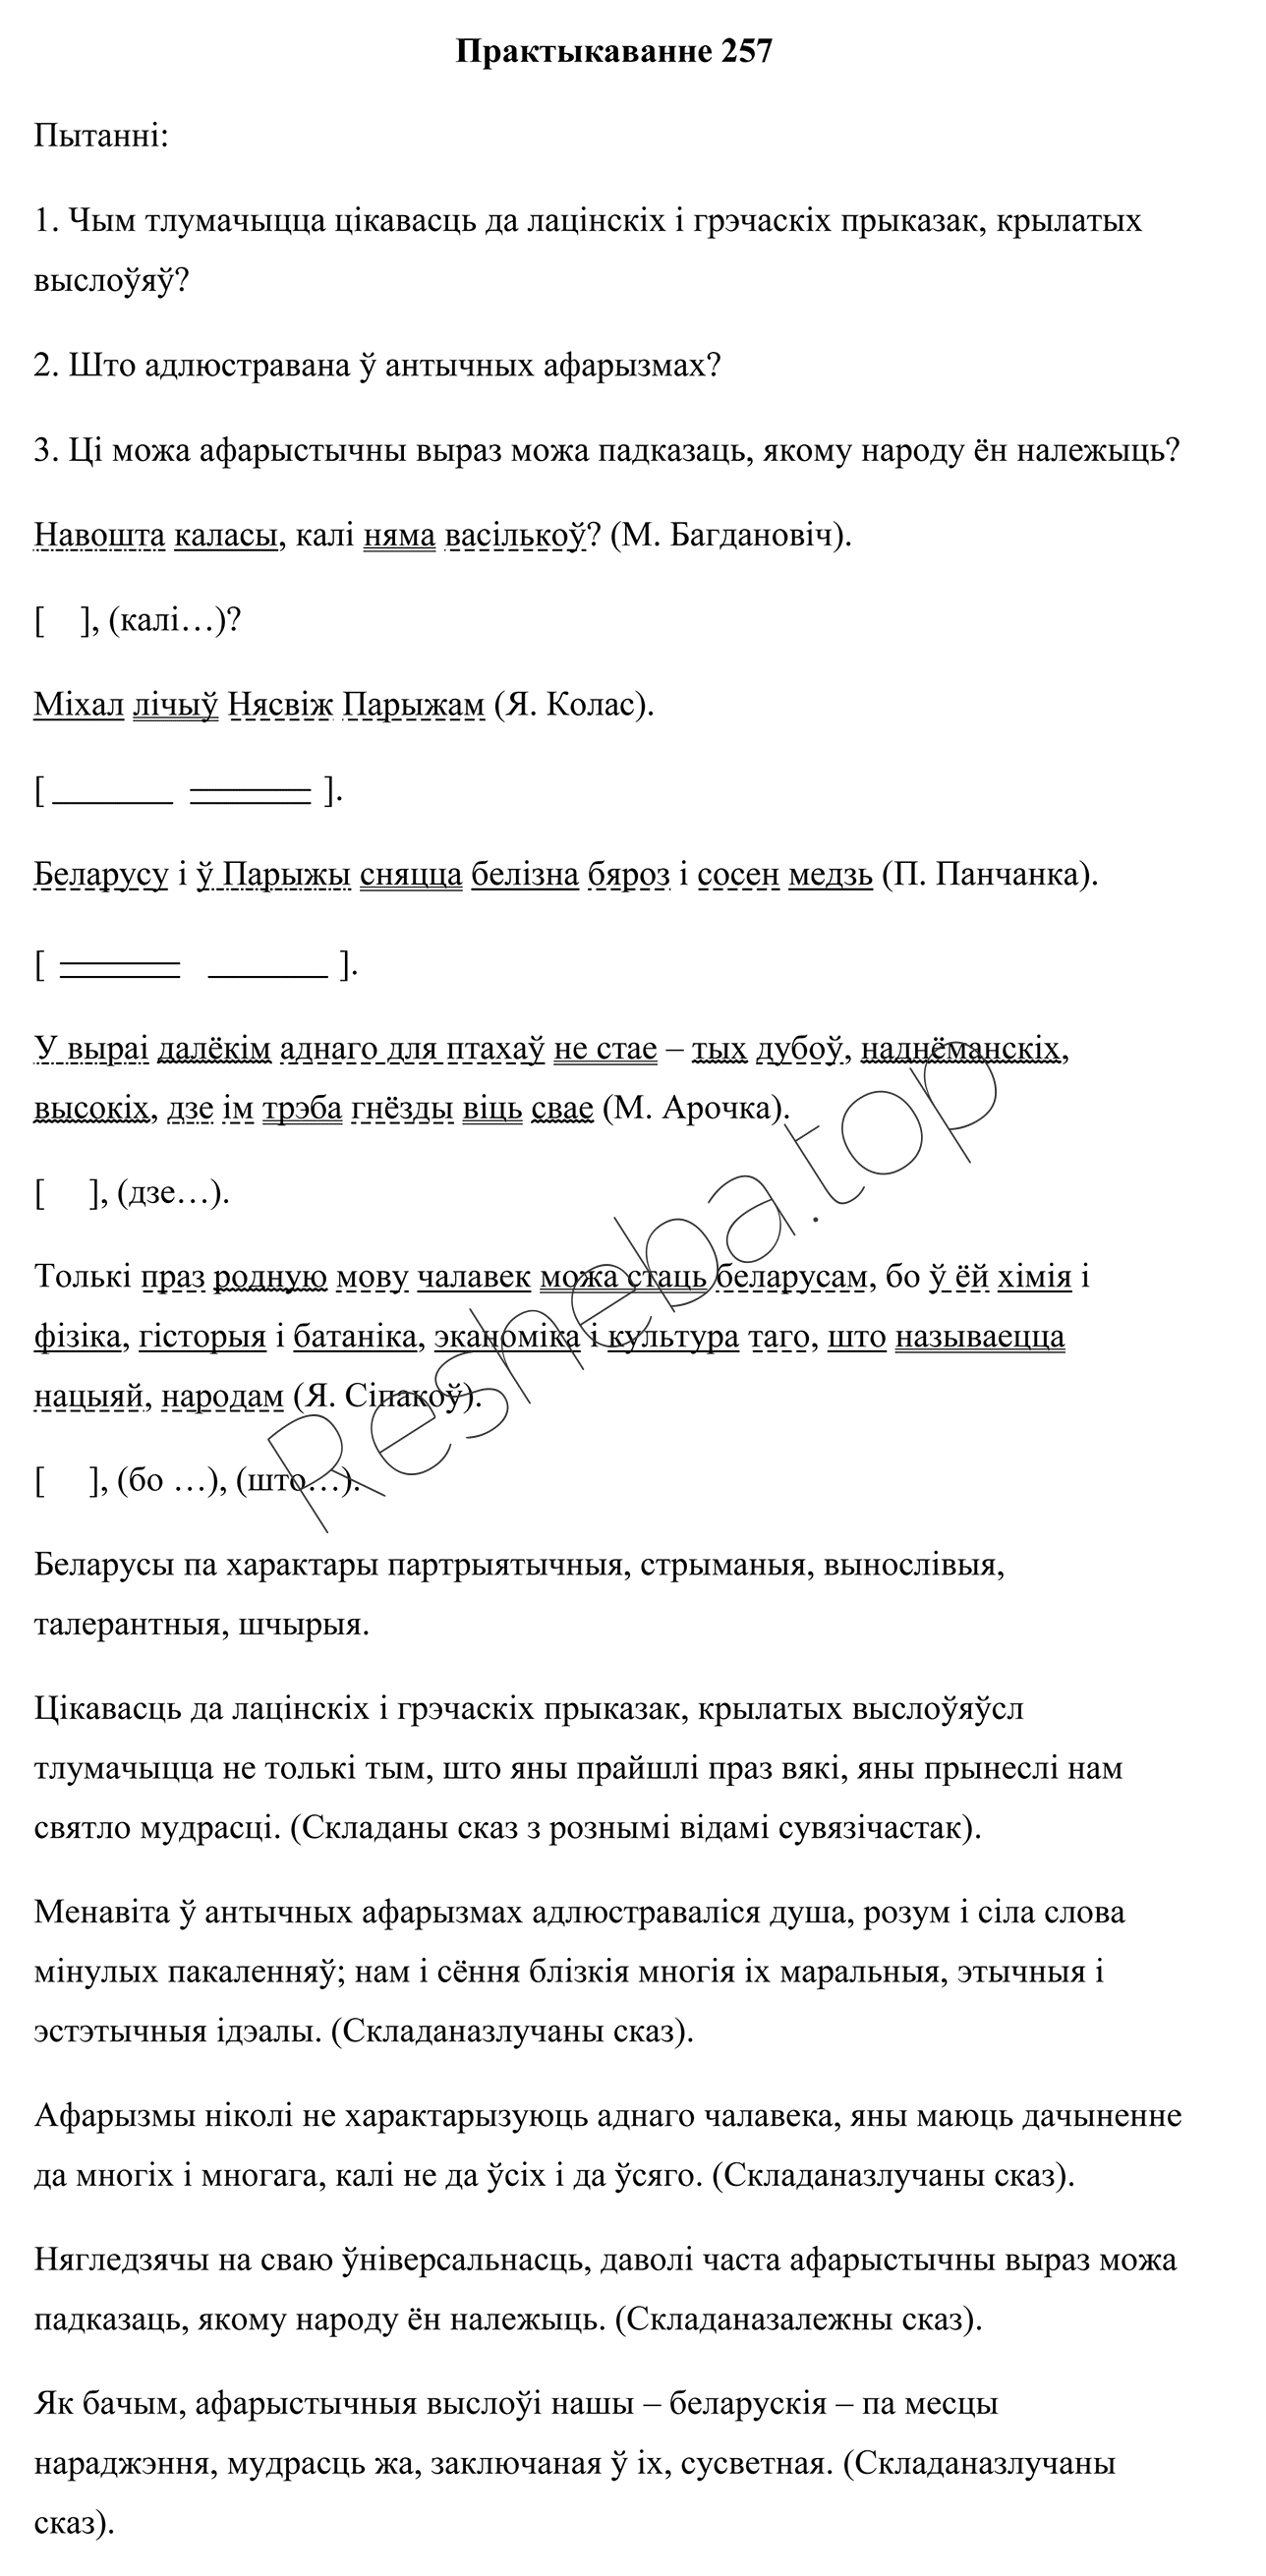 Практыкаванне 257
Пытанні:
1. Чым тлумачыцца цікавасць да лацінскіх і грэчаскіх прыказак, крылатых
выслоўяў?
2. Што адлюстравана ў антычных афарызмах?
3. Ці можа афарыстычны выраз можа падказаць, якому народу ён належыць?
Навошта каласы, калі няма васількоў? (М. Багдановіч).
[ ], (калі…)?
Міхал лічыў Нясвіж Парыжам (Я. Колас).
[ ].
Беларусу і ў Парыжы сняцца белізна бяроз і сосен медзь (П. Панчанка).
[ ].
У выраі далёкім аднаго для птахаў не стае – тых дубоў, наднёманскіх,
высокіх, дзе ім трэба гнёзды віць свае (М. Арочка).
[ ], (дзе…).
Толькі праз родную мову чалавек можа стаць беларусам, бо ў ёй хімія і
фізіка, гісторыя і батаніка, эканоміка і культура таго, што называецца
нацыяй, народам (Я. Сіпакоў).
[ ], (бо …), (што…).
Беларусы па характары партрыятычныя, стрыманыя, вынослівыя,
талерантныя, шчырыя.
Цікавасць да лацінскіх і грэчаскіх прыказак, крылатых выслоўяўсл
тлумачыцца не толькі тым, што яны прайшлі праз вякі, яны прынеслі нам
святло мудрасці. (Складаны сказ з рознымі відамі сувязічастак).
Менавіта ў антычных афарызмах адлюстраваліся душа, розум і сіла слова
мінулых пакаленняў; нам і сёння блізкія многія іх маральныя, этычныя і
эстэтычныя ідэалы. (Складаназлучаны сказ).
Афарызмы ніколі не характарызуюць аднаго чалавека, яны маюць дачыненне
да многіх і многага, калі не да ўсіх і да ўсяго. (Складаназлучаны сказ).
Нягледзячы на сваю ўніверсальнасць, даволі часта афарыстычны выраз можа
падказаць, якому народу ён належыць. (Складаназалежны сказ).
Як бачым, афарыстычныя выслоўі нашы – беларускія – па месцы
нараджэння, мудрасць жа, заключаная ў іх, сусветная. (Складаназлучаны
сказ).
Resheba.top